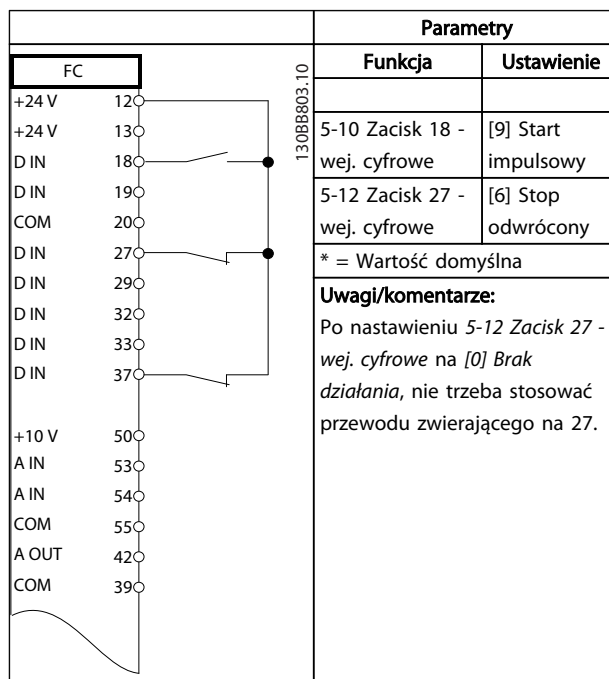 FC
+24 V 12
+24 V 13
D IN 18
D IN 19
COM 20
D IN 27
D IN 29
D IN 32
D IN 33
D IN 37
+10 V 50
A IN 53
A IN 54
COM 55
A OUT 42
COM 39
130BB803.10
Parametry
Funkcja Ustawienie
5-10 Zacisk 18 - [9] Start
wej. cyfrowe impulsowy
5-12 Zacisk 27 - [6] Stop
wej. cyfrowe odwrócony
* = Wartość domyślna
Uwagi/komentarze:
Po nastawieniu 5-12 Zacisk 27 -
wej. cyfrowe na [0] Brak
działania, nie trzeba stosować
przewodu zwierającego na 27.